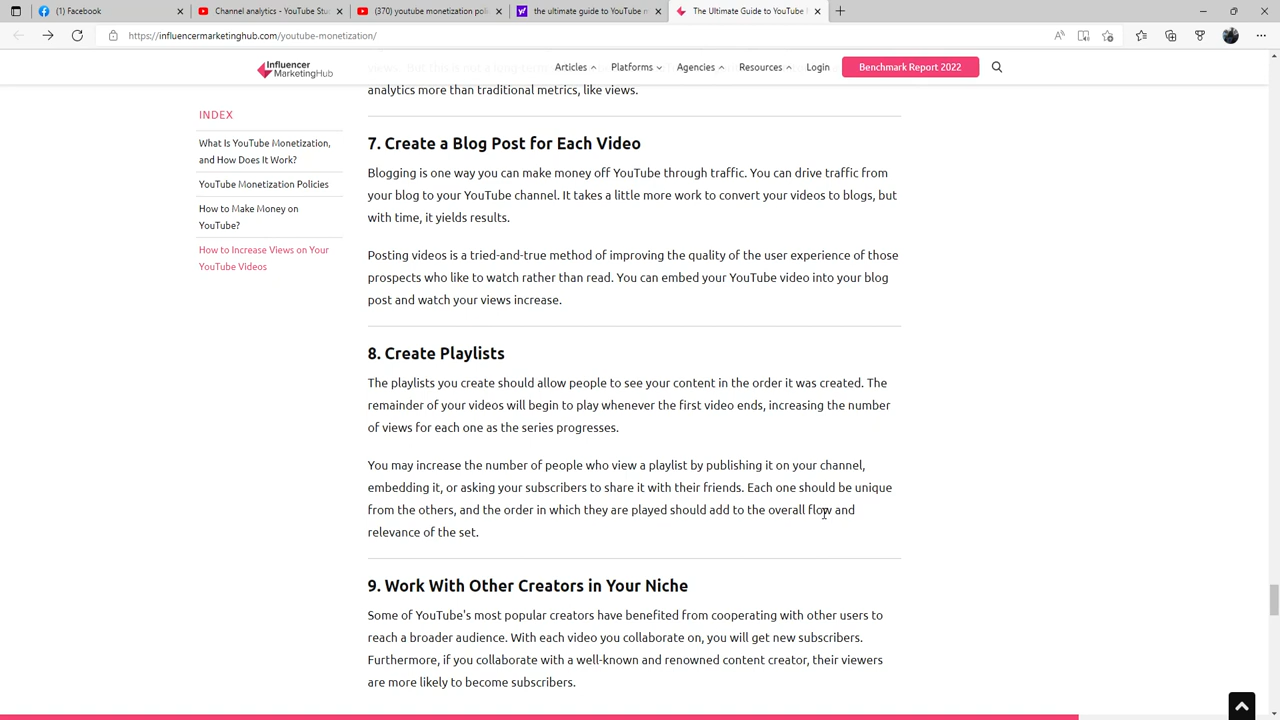 (1) Facebook
Channel analytics - YouTube Stu
(370) youtube monetization poli
the ultimate guide to YouTube m
The Ultimate Guide to YouTube
https://influencermarketinghub.com/youtube-monetization/
Influencer
MarketingHub
Articles
Platforms
Agencies
Resources
Login
Benchmark Report 2022
analytics more than traditional metrics, like views.
INDEX
What Is YouTube Monetization,
and How Does It Work?
YouTube Monetization Policies
How to Make Money on
YouTube?
How to Increase Views on Your
YouTube Videos
7. Create a Blog Post for Each Video
Blogging is one way you can make money off YouTube through traffic. You can drive traffic from
your blog to your YouTube channel. It takes a little more work to convert your videos to blogs, but
with time, it yields results.
Posting videos is a tried-and-true method of improving the quality of the user experience of those
prospects who like to watch rather than read. You can embed your YouTube video into your blog
post and watch your views increase.
8. Create Playlists
The playlists you create should allow people to see your content in the order it was created. The
remainder of your videos will begin to play whenever the first video ends, increasing the number
of views for each one as the series progresses.
You may increase the number of people who view a playlist by publishing it on your channel,
embedding it, or asking your subscribers to share it with their friends. Each one should be unique
from the others, and the order in which they are played should add to the overall flow and
relevance of the set.
9. Work With Other Creators in Your Niche
Some of YouTube's most popular creators have benefited from cooperating with other users to
reach a broader audience. With each video you collaborate on, you will get new subscribers.
Furthermore, if you collaborate with a well-known and renowned content creator, their viewers
are more likely to become subscribers.